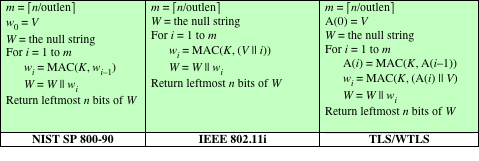 m = ⌈n/outlen⌉
w₀ = V
W = the null string
For i = 1 to m
wᵢ = MAC(K, wᵢ₋₁)
W = W || wᵢ
Return leftmost n bits of W
NIST SP 800-90
m = ⌈n/outlen⌉
W = the null string
For i = 1 to m
wᵢ = MAC(K, (V || i))
W = W || wᵢ
Return leftmost n bits of W
IEEE 802.11i
m = ⌈n/outlen⌉
A(0) = V
W = the null string
For i = 1 to m
A(i) = MAC(K, A(i–1))
wᵢ = MAC(K, (A(i) || V)
W = W || wᵢ
Return leftmost n bits of W
TLS/WTLS